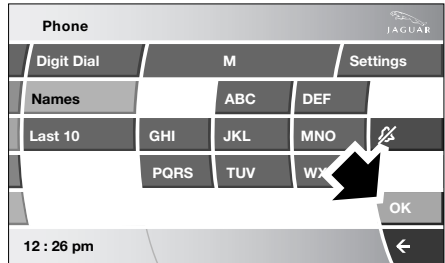 Phone
JAGUAR
Digit Dial M Settings
Names ABC DEF
Last 10 GHI JKL MNO
PQRS TUV
OK
12 : 26 pm